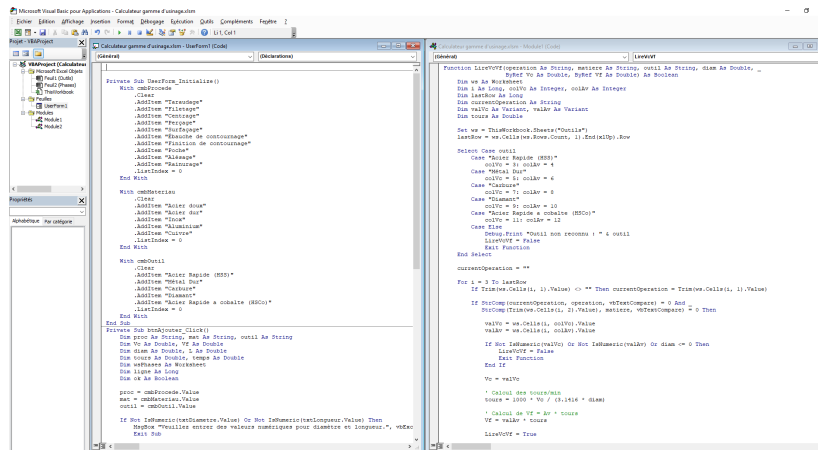 Microsoft Visual Basic pour Applications - Calculateur gamme d'usinage.xlsm
Fichier Edition Affichage Insertion Format Débogage Exécution Outils Compléments Fenêtre ?
Li 1, Col 1
Projet - VBAProject
VBAProject (Calculateur
Microsoft Excel Objets
Feuil1 (Outils)
Feuil2 (Phases)
ThisWorkbook
Feuilles
UserForm1
Modules
Module1
Module2
Propriétés
Alphabétique Par catégorie
Calculateur gamme d'usinage.xlsm - UserForm1 (Code)
(Général) (Déclarations)
Private Sub UserForm_Initialize()
With cmbProcede
.Clear
.AddItem "Taraudage"
.AddItem "Filetage"
.AddItem "Centrage"
.AddItem "Perçage"
.AddItem "Surfaçage"
.AddItem "Ébauche de contournage"
.AddItem "Finition de contournage"
.AddItem "Poche"
.AddItem "Alésage"
.AddItem "Rainurage"
.ListIndex = 0
End With
With cmbMateriau
.Clear
.AddItem "Acier doux"
.AddItem "Acier dur"
.AddItem "Inox"
.AddItem "Aluminium"
.AddItem "Cuivre"
.ListIndex = 0
End With
With cmbOutil
.Clear
.AddItem "Acier Rapide (HSS)"
.AddItem "Métal Dur"
.AddItem "Carbure"
.AddItem "Diamant"
.AddItem "Acier Rapide a cobalte (HSCo)"
.ListIndex = 0
End With
End Sub
Private Sub btnAjouter_Click()
Dim proc As String, mat As String, outil As String
Dim Vc As Double, Vf As Double
Dim diam As Double, L As Double
Dim tours As Double, temps As Double
Dim wsPhases As Worksheet
Dim ligne As Long
Dim ok As Boolean
proc = cmbProcede.Value
mat = cmbMateriau.Value
outil = cmbOutil.Value
If Not IsNumeric(txtDiametre.Value) Or Not IsNumeric(txtLongueur.Value) Then
MsgBox "Veuillez entrer des valeurs numériques pour diamètre et longueur.", vbExc
Exit Sub
Calculateur gamme d'usinage.xlsm - Module1 (Code)
(Général) LireVcVf
Function LireVcVf(operation As String, matiere As String, outil As String, diam As Double, _
ByRef Vc As Double, ByRef Vf As Double) As Boolean
Dim ws As Worksheet
Dim i As Long, colVc As Integer, colAv As Integer
Dim lastRow As Long
Dim currentOperation As String
Dim valVc As Variant, valAv As Variant
Dim tours As Double
Set ws = ThisWorkbook.Sheets("Outils")
lastRow = ws.Cells(ws.Rows.Count, 1).End(xlUp).Row
Select Case outil
Case "Acier Rapide (HSS)"
colVc = 3: colAv = 4
Case "Métal Dur"
colVc = 5: colAv = 6
Case "Carbure"
colVc = 7: colAv = 8
Case "Diamant"
colVc = 9: colAv = 10
Case "Acier Rapide a cobalte (HSCo)"
colVc = 11: colAv = 12
Case Else
Debug.Print "Outil non reconnu : " & outil
LireVcVf = False
Exit Function
End Select
currentOperation = ""
For i = 3 To lastRow
If Trim(ws.Cells(i, 1).Value) <> "" Then currentOperation = Trim(ws.Cells(i, 1).Value)
If StrComp(currentOperation, operation, vbTextCompare) = 0 And _
StrComp(Trim(ws.Cells(i, 2).Value), matiere, vbTextCompare) = 0 Then
valVc = ws.Cells(i, colVc).Value
valAv = ws.Cells(i, colAv).Value
If Not IsNumeric(valVc) Or Not IsNumeric(valAv) Or diam <= 0 Then
LireVcVf = False
Exit Function
End If
Vc = valVc
' Calcul des tours/min
tours = 1000 * Vc / (3.1416 * diam)
' Calcul de Vf = Av * tours
Vf = valAv * tours
LireVcVf = True